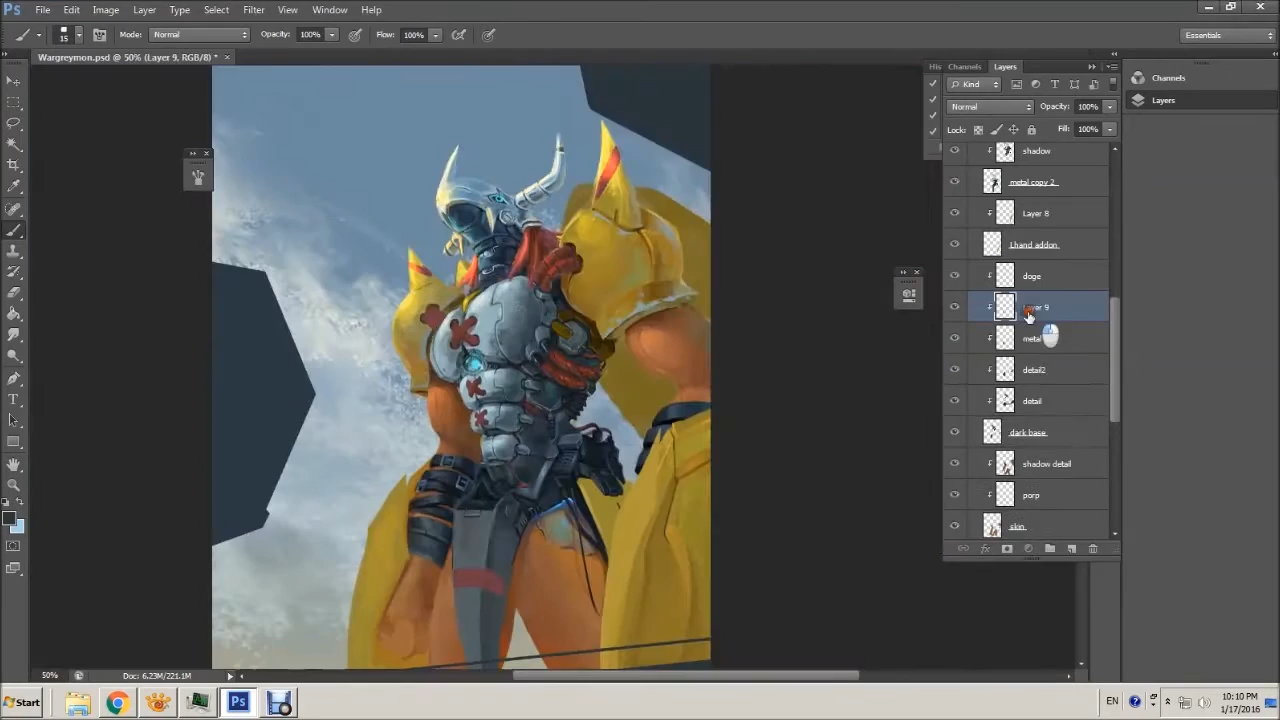 Ps File Edit Image Layer Type Select Filter View Window Help
15 Mode: Normal Opacity: 100% Flow: 100% Essentials
Wargreymon.psd @ 50% (Layer 9, RGB/8) * ×
His Channels Layers
Channels
Kind
Layers
Normal Opacity: 100%
Lock: Fill: 100%
shadow
metal copy 2
Layer 8
Lhand addon
doge
metal
detail2
detail
dark base
shadow detail
porp
skin
50% Doc: 6.23M/221.1M
Start Ps EN 10:10 PM
1/17/2016